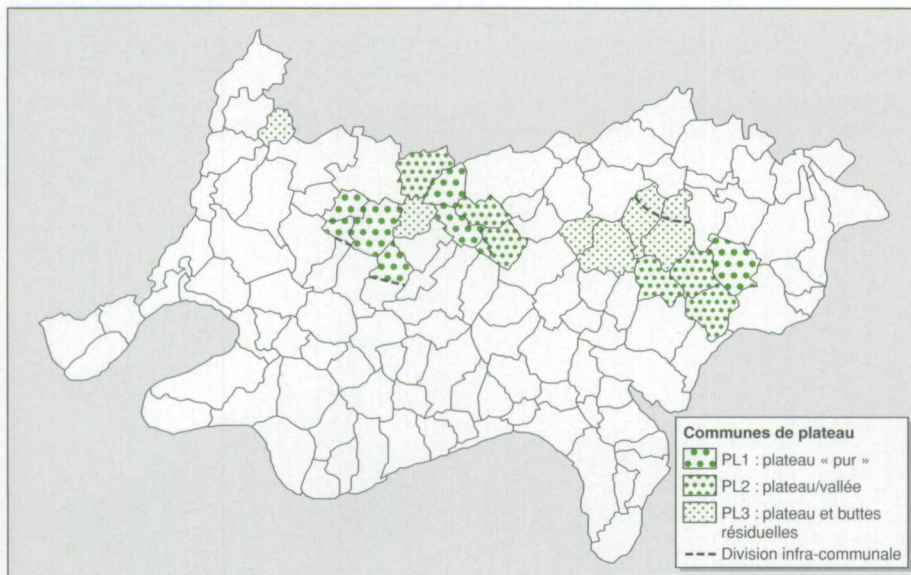 Communes de plateau
PL1 : plateau « pur »
PL2 : plateau/vallée
PL3 : plateau et buttes
résiduelles
Division infra-communale